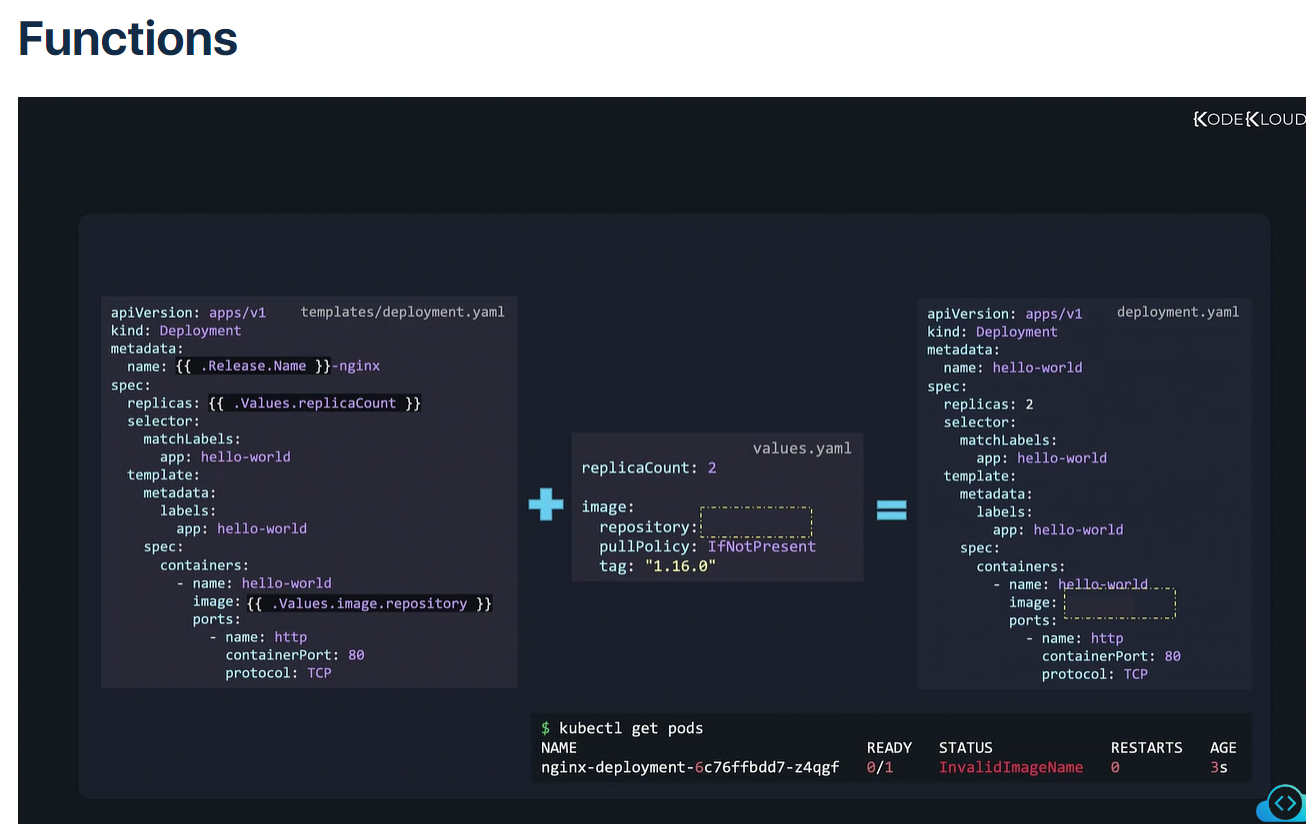 Functions
KODEKLOUD
apiVersion: apps/v1 templates/deployment.yaml
kind: Deployment
metadata:
name: {{ .Release.Name }}-nginx
spec:
replicas: {{ .Values.replicaCount }}
selector:
matchLabels:
app: hello-world
template:
metadata:
labels:
app: hello-world
spec:
containers:
- name: hello-world
image: {{ .Values.image.repository }}
ports:
- name: http
containerPort: 80
protocol: TCP
values.yaml
replicaCount: 2
image:
repository:
pullPolicy: IfNotPresent
tag: "1.16.0"
apiVersion: apps/v1 deployment.yaml
kind: Deployment
metadata:
name: hello-world
spec:
replicas: 2
selector:
matchLabels:
app: hello-world
template:
metadata:
labels:
app: hello-world
spec:
containers:
- name: hello-world
image:
ports:
- name: http
containerPort: 80
protocol: TCP
$ kubectl get pods
NAME READY STATUS RESTARTS AGE
nginx-deployment-6c76ffbdd7-z4qgf 0/1 InvalidImageName 0 3s